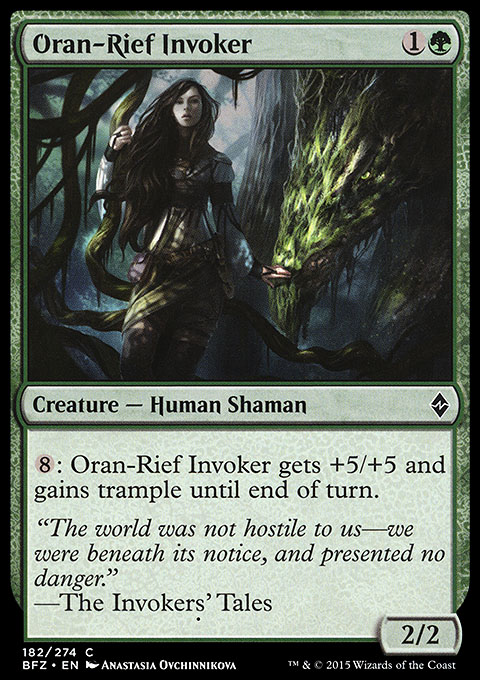 Oran-Rief Invoker 1
Creature — Human Shaman
8: Oran-Rief Invoker gets +5/+5 and
gains trample until end of turn.
“The world was not hostile to us—we
were beneath its notice, and presented no
danger.”
—The Invokers’ Tales
2/2
182/274 C
BFZ • EN Anastasia Ovchinnikova
™ & © 2015 Wizards of the Coast